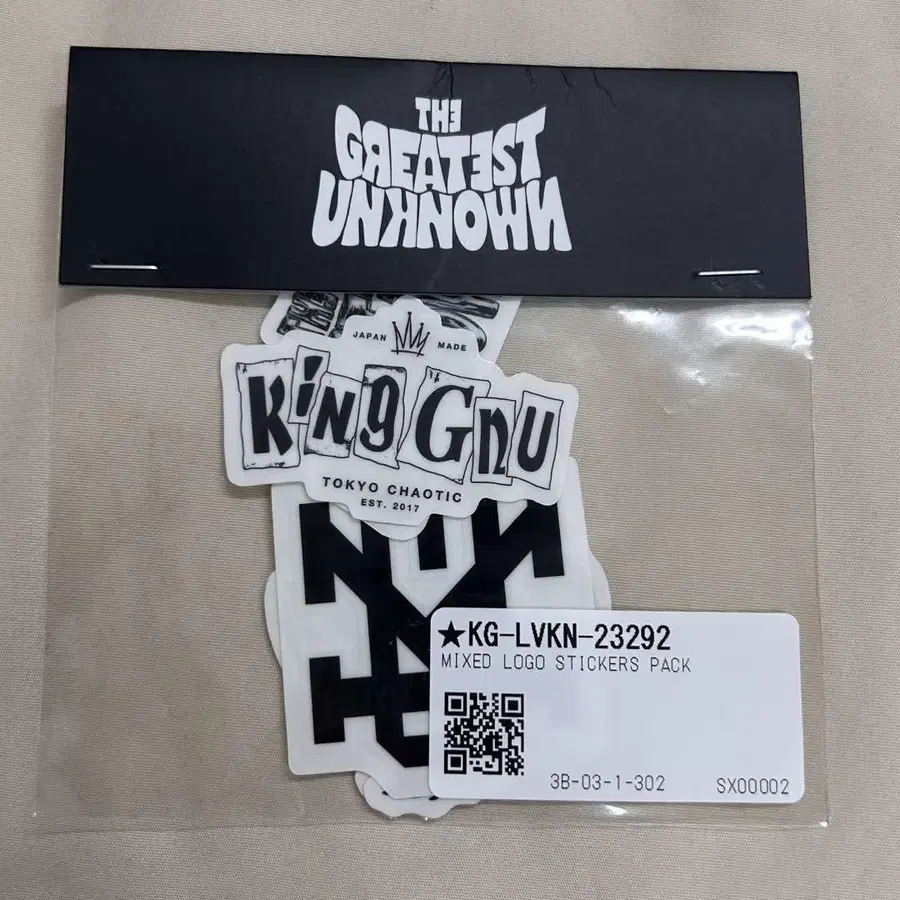 THE
GREATEST
UNKNOWN
JAPAN MADE
King Gnu
TOKYO CHAOTIC
EST. 2017
★KG-LVKN-23292
MIXED LOGO STICKERS PACK
3B-03-1-302 SX00002